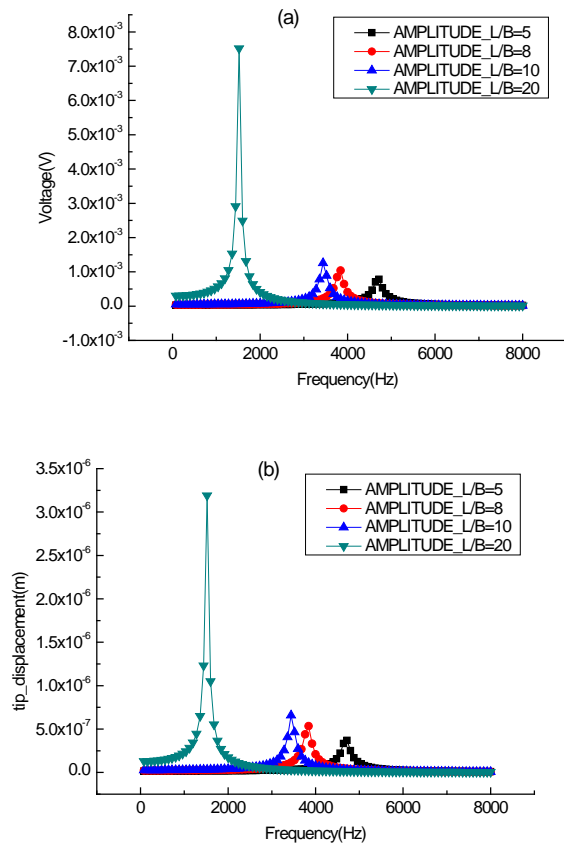 (a)
AMPLITUDE_L/B=5
AMPLITUDE_L/B=8
AMPLITUDE_L/B=10
AMPLITUDE_L/B=20
8.0x10⁻³
7.0x10⁻³
6.0x10⁻³
5.0x10⁻³
4.0x10⁻³
3.0x10⁻³
2.0x10⁻³
1.0x10⁻³
0.0
-1.0x10⁻³
Voltage(V)
0 2000 4000 6000 8000
Frequency(Hz)
(b)
AMPLITUDE_L/B=5
AMPLITUDE_L/B=8
AMPLITUDE_L/B=10
AMPLITUDE_L/B=20
3.5x10⁻⁶
3.0x10⁻⁶
2.5x10⁻⁶
2.0x10⁻⁶
1.5x10⁻⁶
1.0x10⁻⁶
5.0x10⁻⁷
0.0
tip_displacement(m)
0 2000 4000 6000 8000
Frequency(Hz)